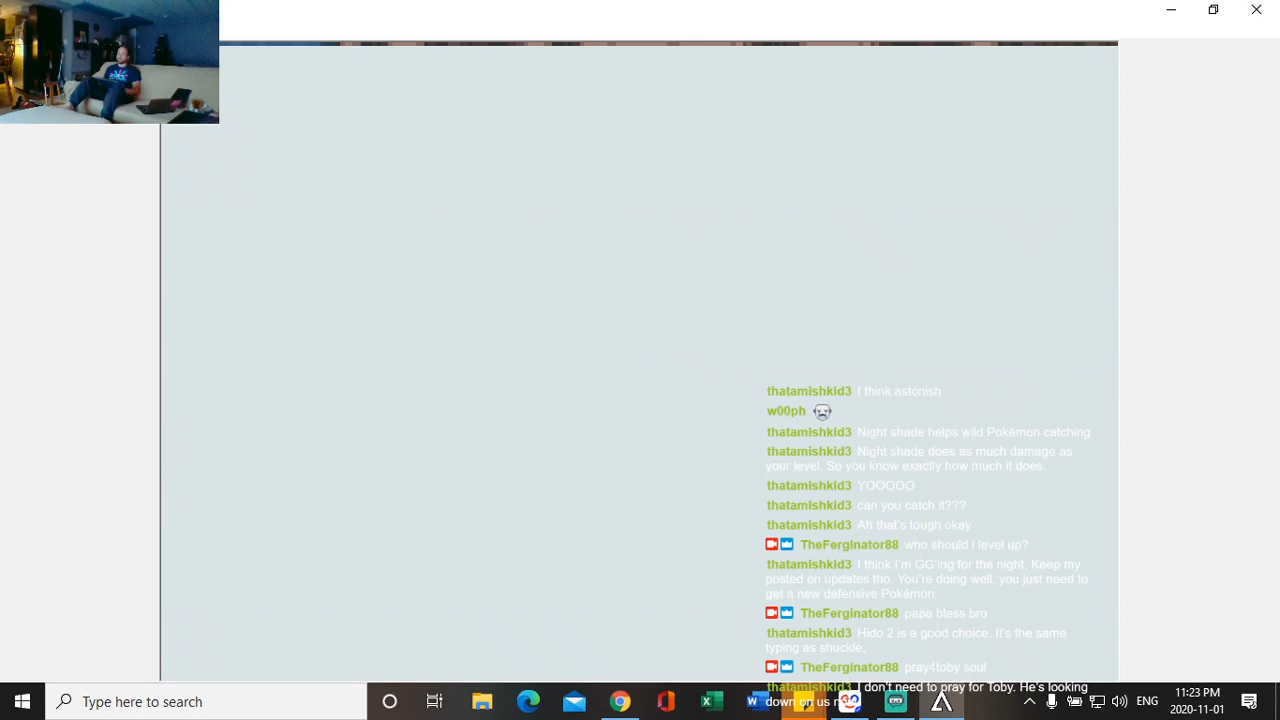 thatamishkid3 I think astonish
w00ph
thatamishkid3 Night shade helps wild Pokémon catching
thatamishkid3 Night shade does as much damage as
your level. So you know exactly how much it does.
thatamishkid3 YOOOOO
thatamishkid3 can you catch it???
thatamishkid3 Ah that's tough okay
TheFerginator88 who should i level up?
thatamishkid3 I think I'm GG'ing for the night. Keep my
posted on updates tho. You're doing well, you just need to
get a new defensive Pokémon.
TheFerginator88 papa bless bro
thatamishkid3 Hido 2 is a good choice. It's the same
typing as shuckle,
TheFerginator88 pray4toby soul
thatamishkid3 I don't need to pray for Toby. He's looking
down on us
Type here to search
ENG
11:23 PM
2020-11-01